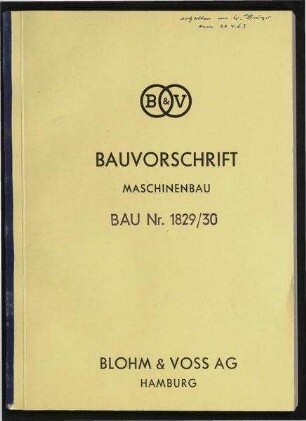 B&V
BAUVORSCHRIFT
MASCHINENBAU
BAU Nr. 1829/30
BLOHM & VOSS AG
HAMBURG